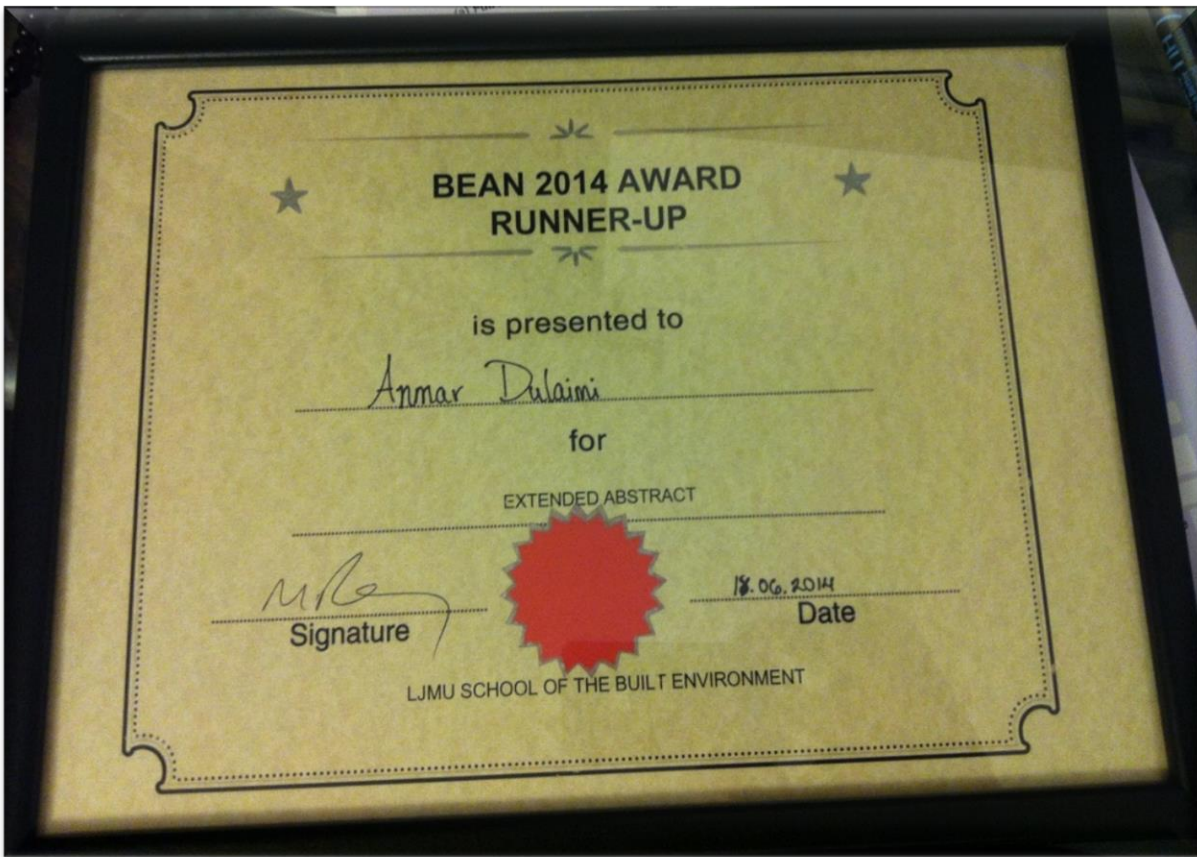 BEAN 2014 AWARD
RUNNER-UP
is presented to
Anmar Dulaimi
for
EXTENDED ABSTRACT
18.06.2014
Signature
Date
LJMU SCHOOL OF THE BUILT ENVIRONMENT